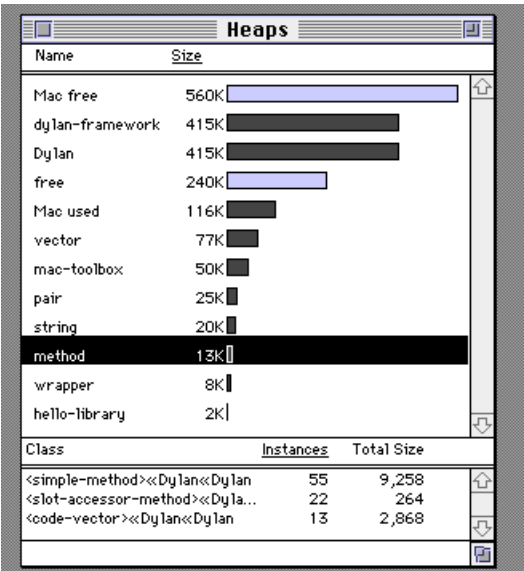 Heaps
Name Size
Mac free 560K
dylan-framework 415K
Dylan 415K
free 240K
Mac used 116K
vector 77K
mac-toolbox 50K
pair 25K
string 20K
method 13K
wrapper 8K
hello-library 2K
Class Instances Total Size
<simple-method>«Dylan«Dylan 55 9,258
<slot-accessor-method>«Dyla... 22 264
<code-vector>«Dylan«Dylan 13 2,868